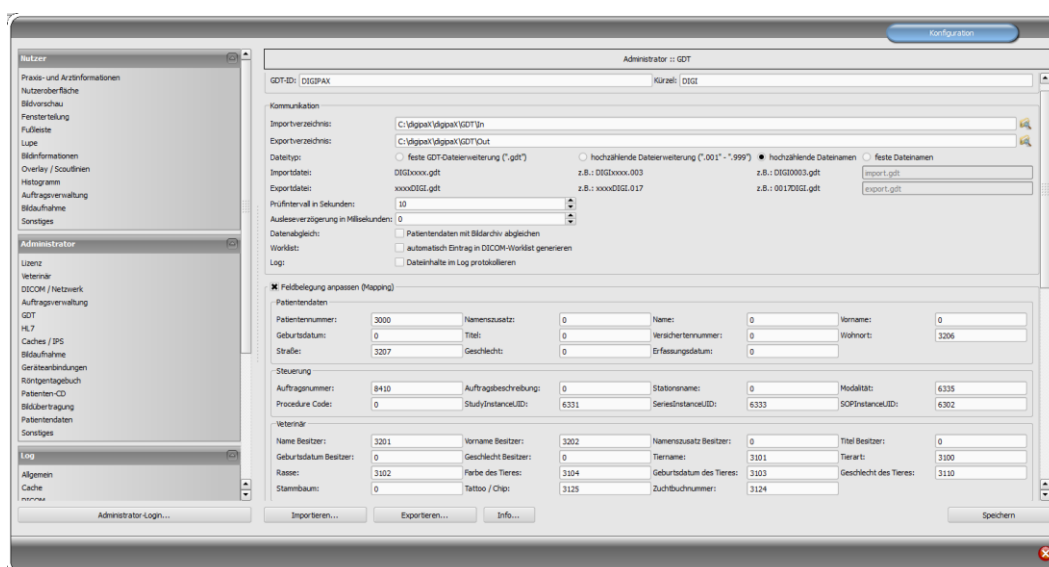 Konfiguration
Nutzer
Praxis- und Arztinformationen
Nutzeroberfläche
Bildvorschau
Fensterteilung
Fußleiste
Lupe
Bildinformationen
Overlay / Scoutlinien
Histogramm
Auftragsverwaltung
Bildaufnahme
Sonstiges
Administrator
Lizenz
Veterinär
DICOM / Netzwerk
Auftragsverwaltung
GDT
HL7
Caches / IPS
Bildaufnahme
Geräteanbindungen
Röntgentagebuch
Patienten-CD
Bildübertragung
Patientendaten
Sonstiges
Log
Allgemein
Cache
DICOM
Administrator-Login...
Administrator :: GDT
GDT-ID: DIGIPAX Kürzel: DIGI
Kommunikation
Importverzeichnis: C:\digipaX\digipaX\GDT\In
Exportverzeichnis: C:\digipaX\digipaX\GDT\Out
Dateityp: feste GDT-Dateierweiterung (".gdt") hochzählende Dateierweiterung (".001" - ".999") hochzählende Dateinamen feste Dateinamen
Importdatei: DIGIxxxx.gdt z.B.: DIGIxxxx.003 z.B.: DIGI0003.gdt import.gdt
Exportdatei: xxxxDIGI.gdt z.B.: xxxxDIGI.017 z.B.: 0017DIGI.gdt export.gdt
Prüfintervall in Sekunden: 10
Ausleseverzögerung in Millisekunden: 0
Datenabgleich: Patientendaten mit Bildarchiv abgleichen
Worklist: automatisch Eintrag in DICOM-Worklist generieren
Log: Dateiinhalte im Log protokollieren
Feldbelegung anpassen (Mapping)
Patientendaten
Patientennummer: 3000 Namenszusatz: 0 Name: 0 Vorname: 0
Geburtsdatum: 0 Titel: 0 Versichertennummer: 0 Wohnort: 3206
Straße: 3207 Geschlecht: 0 Erfassungsdatum: 0
Steuerung
Auftragsnummer: 8410 Auftragsbeschreibung: 0 Stationsname: 0 Modalität: 6335
Procedure Code: 0 StudyInstanceUID: 6331 SeriesInstanceUID: 6333 SOPInstanceUID: 6302
Veterinär
Name Besitzer: 3201 Vorname Besitzer: 3202 Namenszusatz Besitzer: 0 Titel Besitzer: 0
Geburtsdatum Besitzer: 0 Geschlecht Besitzer: 0 Tiername: 3101 Tierart: 3100
Rasse: 3102 Farbe des Tieres: 3104 Geburtsdatum des Tieres: 3103 Geschlecht des Tieres: 3110
Stammbaum: 0 Tattoo / Chip: 3125 Zuchtbuchnummer: 3124
Importieren... Exportieren... Info... Speichern